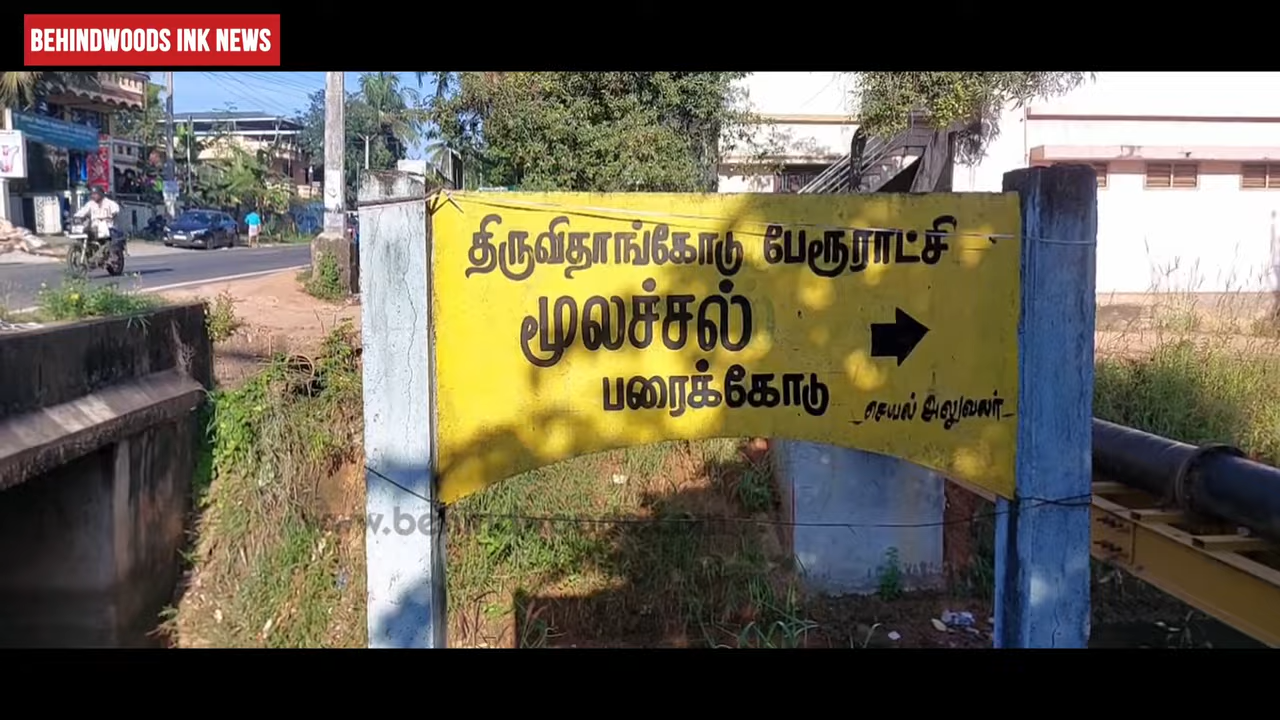 BEHINDWOODS INK NEWS
திருவிதாங்கோடு பேரூராட்சி
மூலச்சல்
பரைக்கோடு
செயல் அலுவலர்